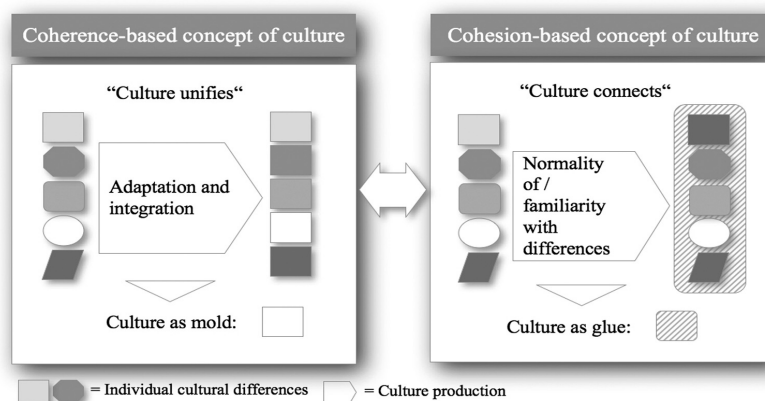 Coherence-based concept of culture
“Culture unifies“
Adaptation and
integration
Culture as mold:
Cohesion-based concept of culture
“Culture connects“
Normality
of /
familiarity
with
differences
Culture as glue:
= Individual cultural differences
= Culture production